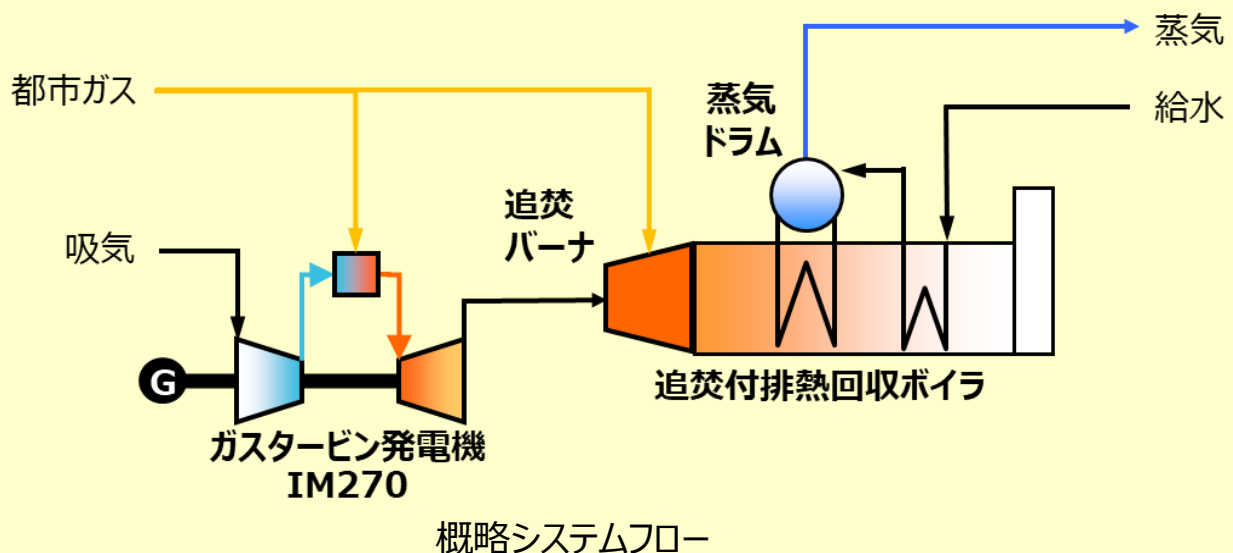 蒸気
都市ガス
蒸気
ドラム
給水
追焚
バーナ
吸気
G
追焚付排熱回収ボイラ
ガスタービン発電機
IM270
概略システムフロー